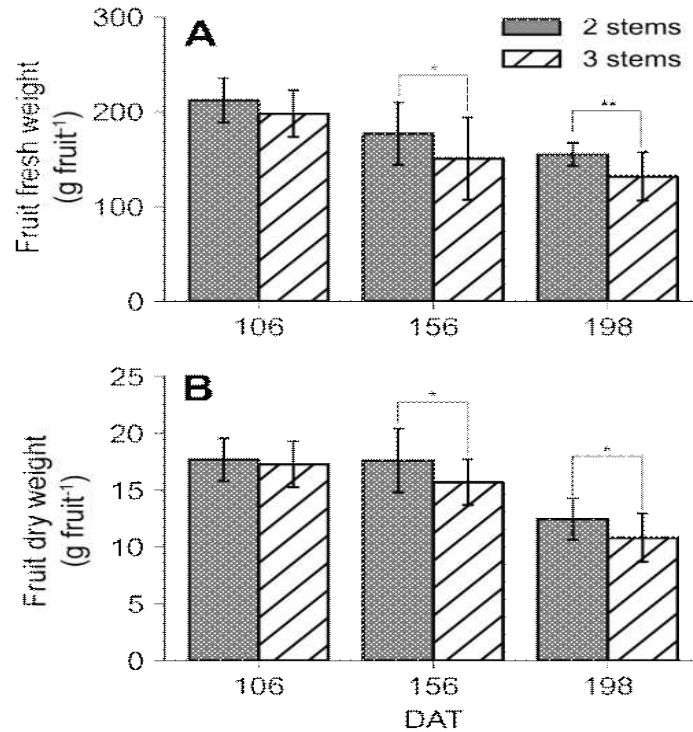 A
2 stems
3 stems
Fruit fresh weight
(g fruit⁻¹)
300
200
100
0
*
**
106 156 198
B
Fruit dry weight
(g fruit⁻¹)
25
20
15
10
5
0
*
*
106 156 198
DAT